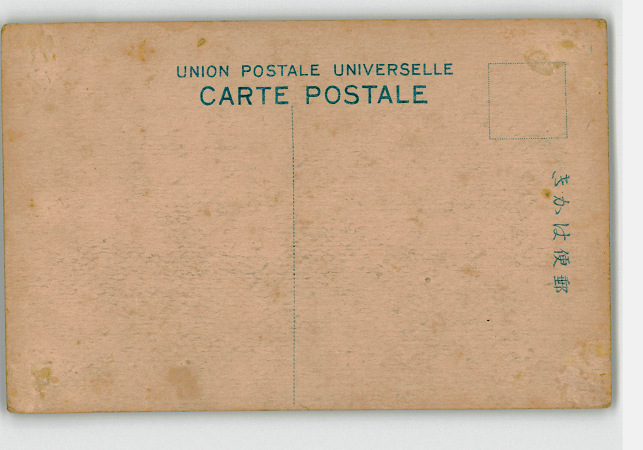 UNION POSTALE UNIVERSELLE
CARTE POSTALE
きかは便郵